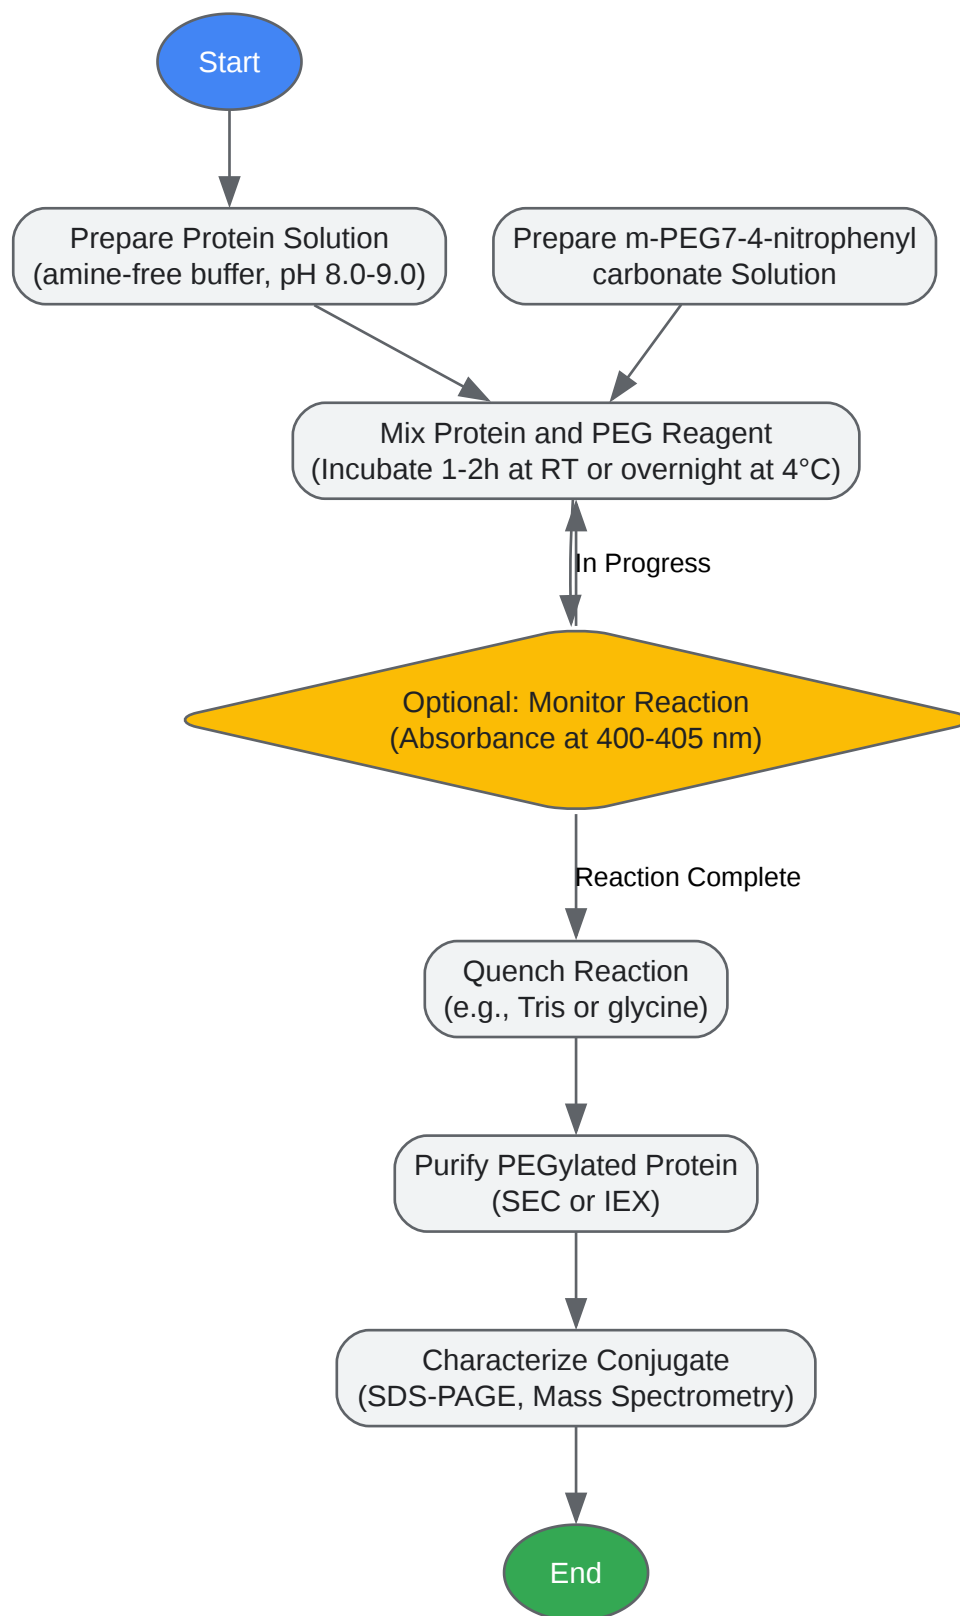 Start
Prepare Protein Solution
(amine-free buffer, pH 8.0-9.0)
Prepare m-PEG7-4-nitrophenyl
carbonate Solution
Mix Protein and PEG Reagent
(Incubate 1-2h at RT or overnight at 4°C)
In Progress
Optional: Monitor Reaction
(Absorbance at 400-405 nm)
Reaction Complete
Quench Reaction
(e.g., Tris or glycine)
Purify PEGylated Protein
(SEC or IEX)
Characterize Conjugate
(SDS-PAGE, Mass Spectrometry)
End